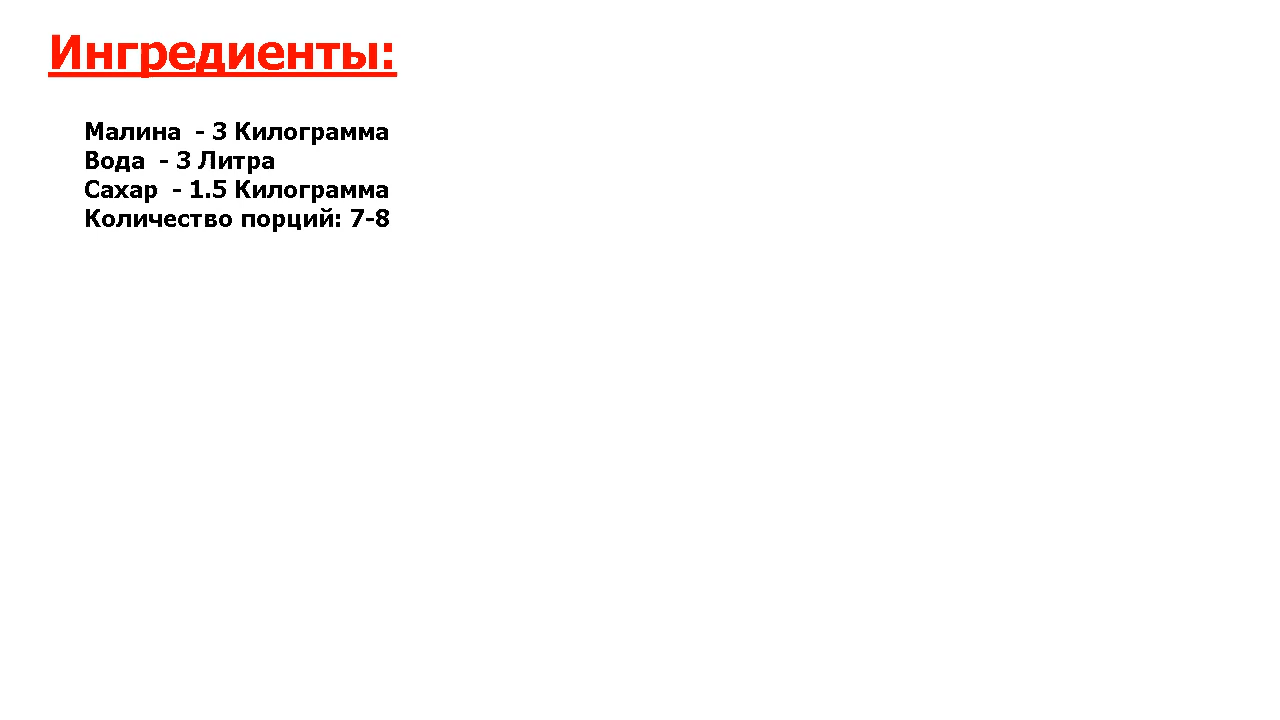 Ингредиенты:
Малина  - 3 Килограмма
Вода  - 3 Литра
Сахар  - 1.5 Килограмма
Количество порций: 7-8